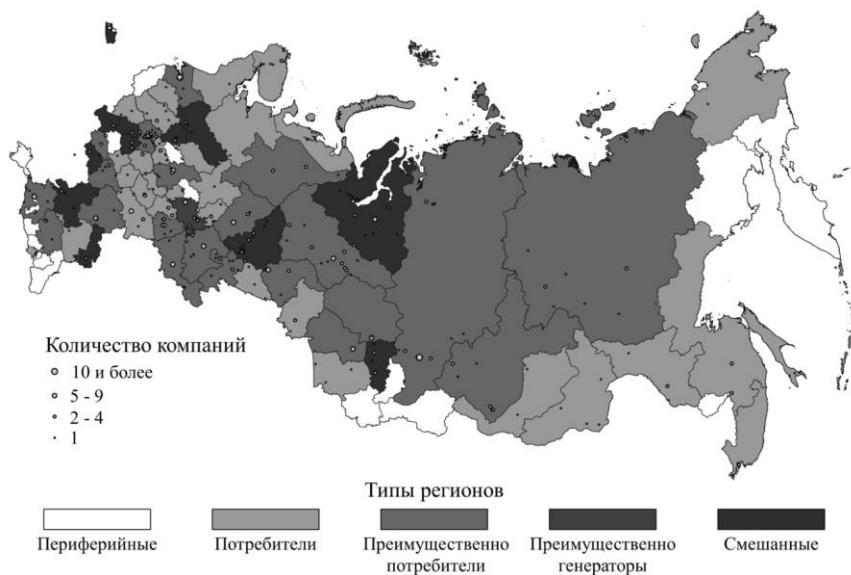 Количество компаний
10 и более
5 - 9
2 - 4
1
Типы регионов
Периферийные
Потребители
Преимущественно
потребители
Преимущественно
генераторы
Смешанные